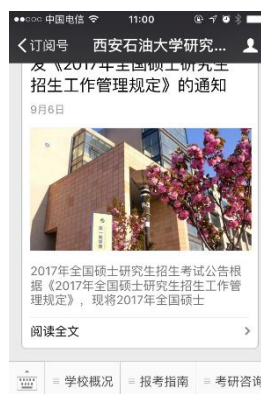 中国电信 11:00
订阅号 西安石油大学研究...
发《2017年全国硕士研究生
招生工作管理规定》的通知
9月6日
2017年全国硕士研究生招生考试公告根
据《2017年全国硕士研究生招生工作管
理规定》，现将2017年全国硕士
阅读全文
学校概况 报考指南 考研咨询